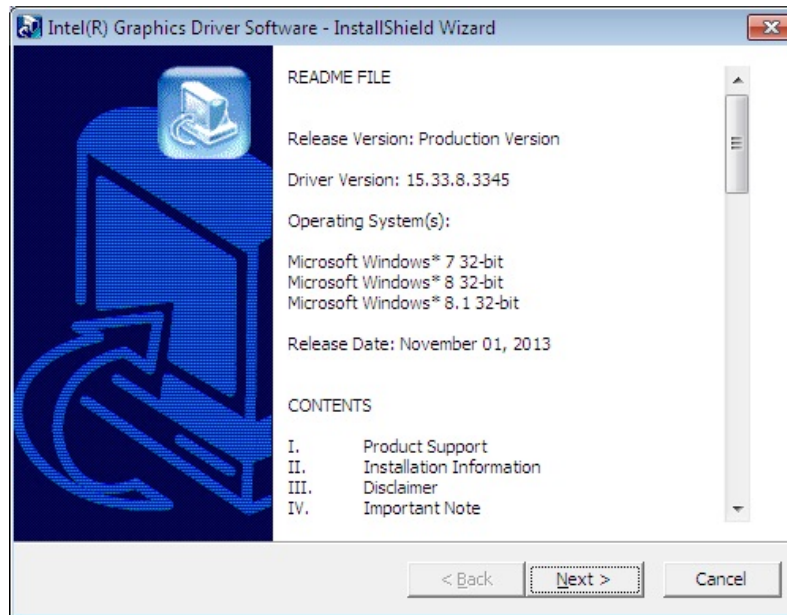 Intel(R) Graphics Driver Software - InstallShield Wizard
README FILE
Release Version: Production Version
Driver Version: 15.33.8.3345
Operating System(s):
Microsoft Windows* 7 32-bit
Microsoft Windows* 8 32-bit
Microsoft Windows* 8.1 32-bit
Release Date: November 01, 2013
CONTENTS
I. Product Support
II. Installation Information
III. Disclaimer
IV. Important Note
< Back Next > Cancel